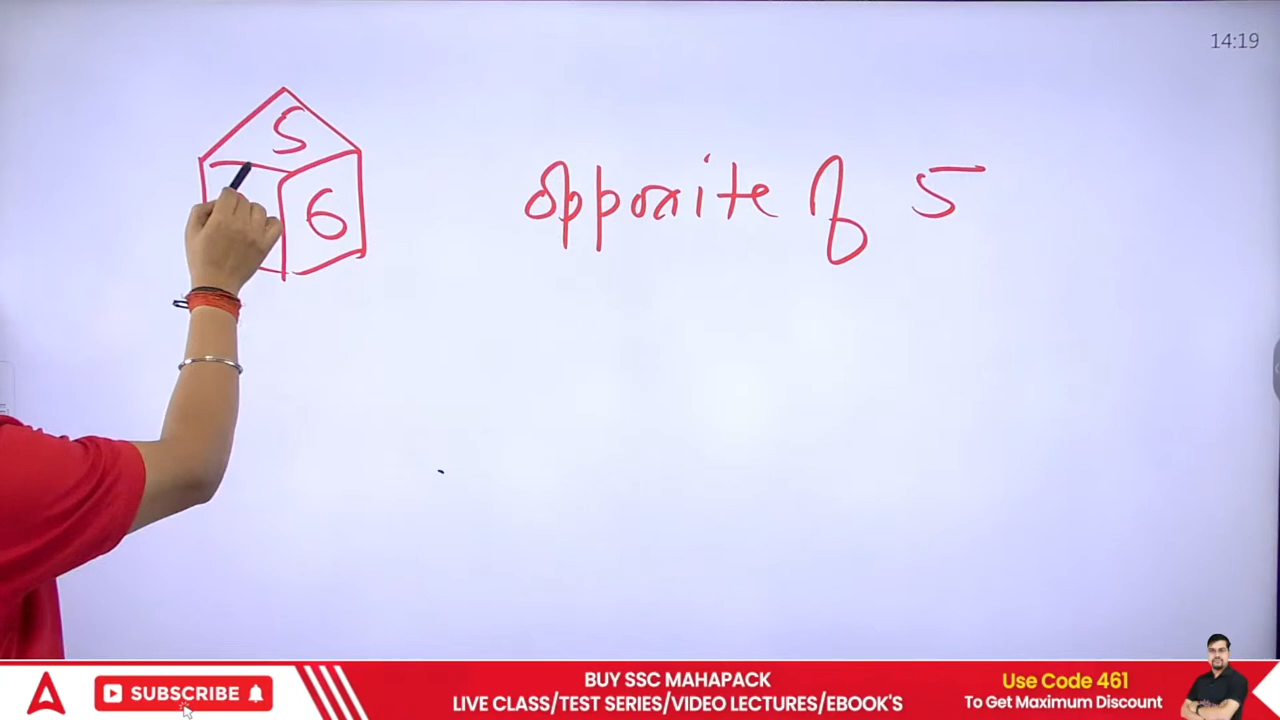 14:19
5
6
opposite of 5
SUBSCRIBE
BUY SSC MAHAPACK
LIVE CLASS/TEST SERIES/VIDEO LECTURES/EBOOK'S
Use Code 461
To Get Maximum Discount